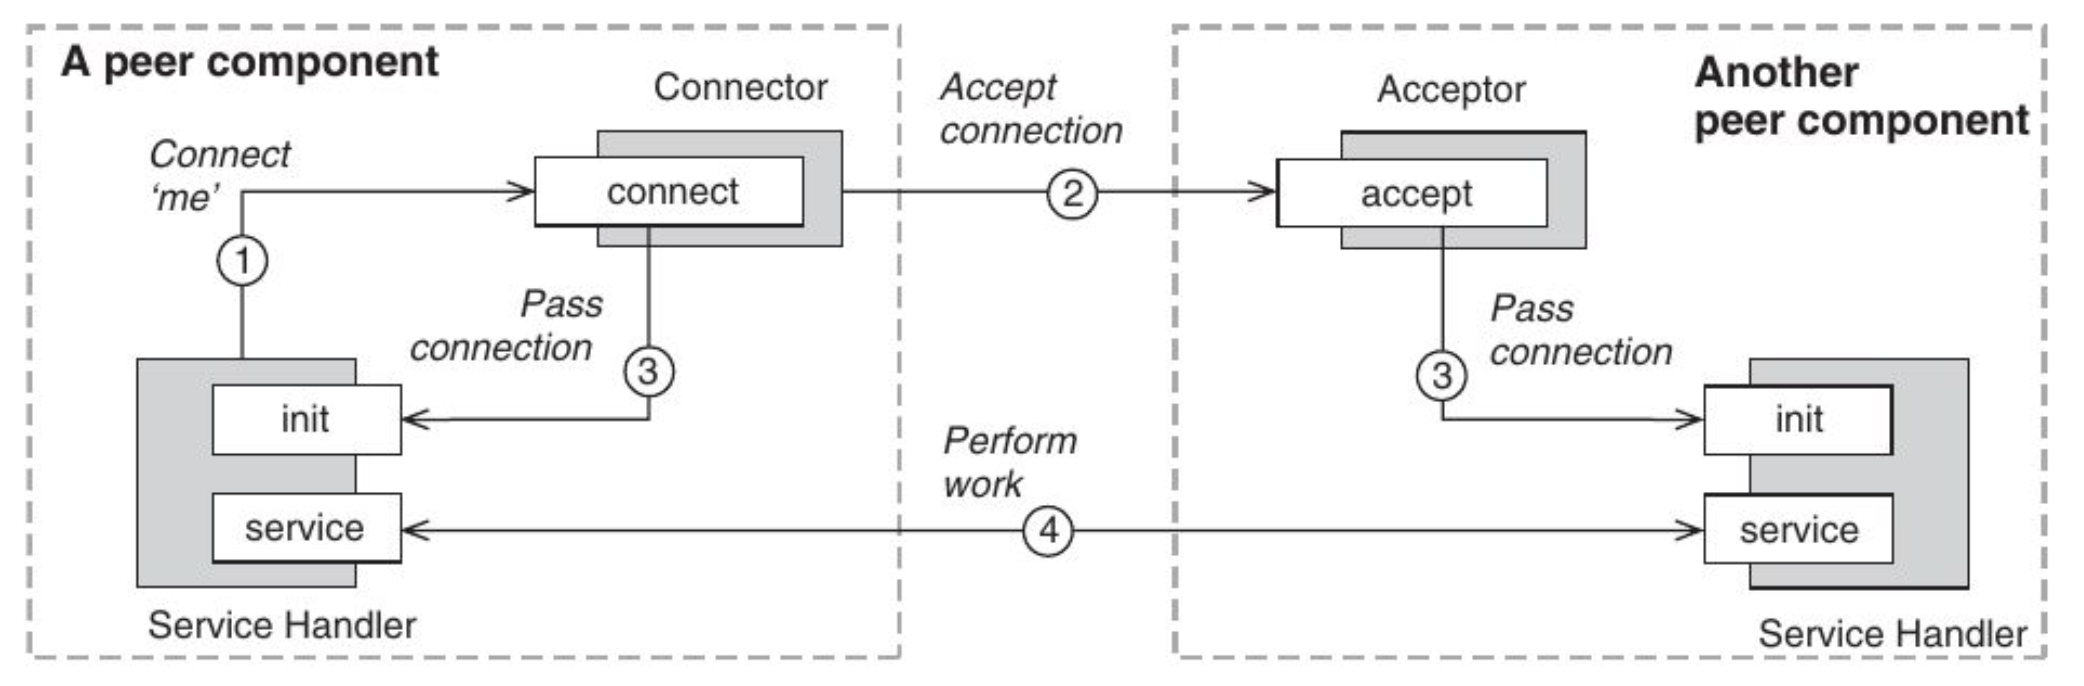 A peer component
Connector
Connect
‘me’
1
connect
Pass
connection
3
init
service
Service Handler
Accept
connection
2
Perform
work
4
Another
peer component
Acceptor
accept
Pass
connection
3
init
service
Service Handler